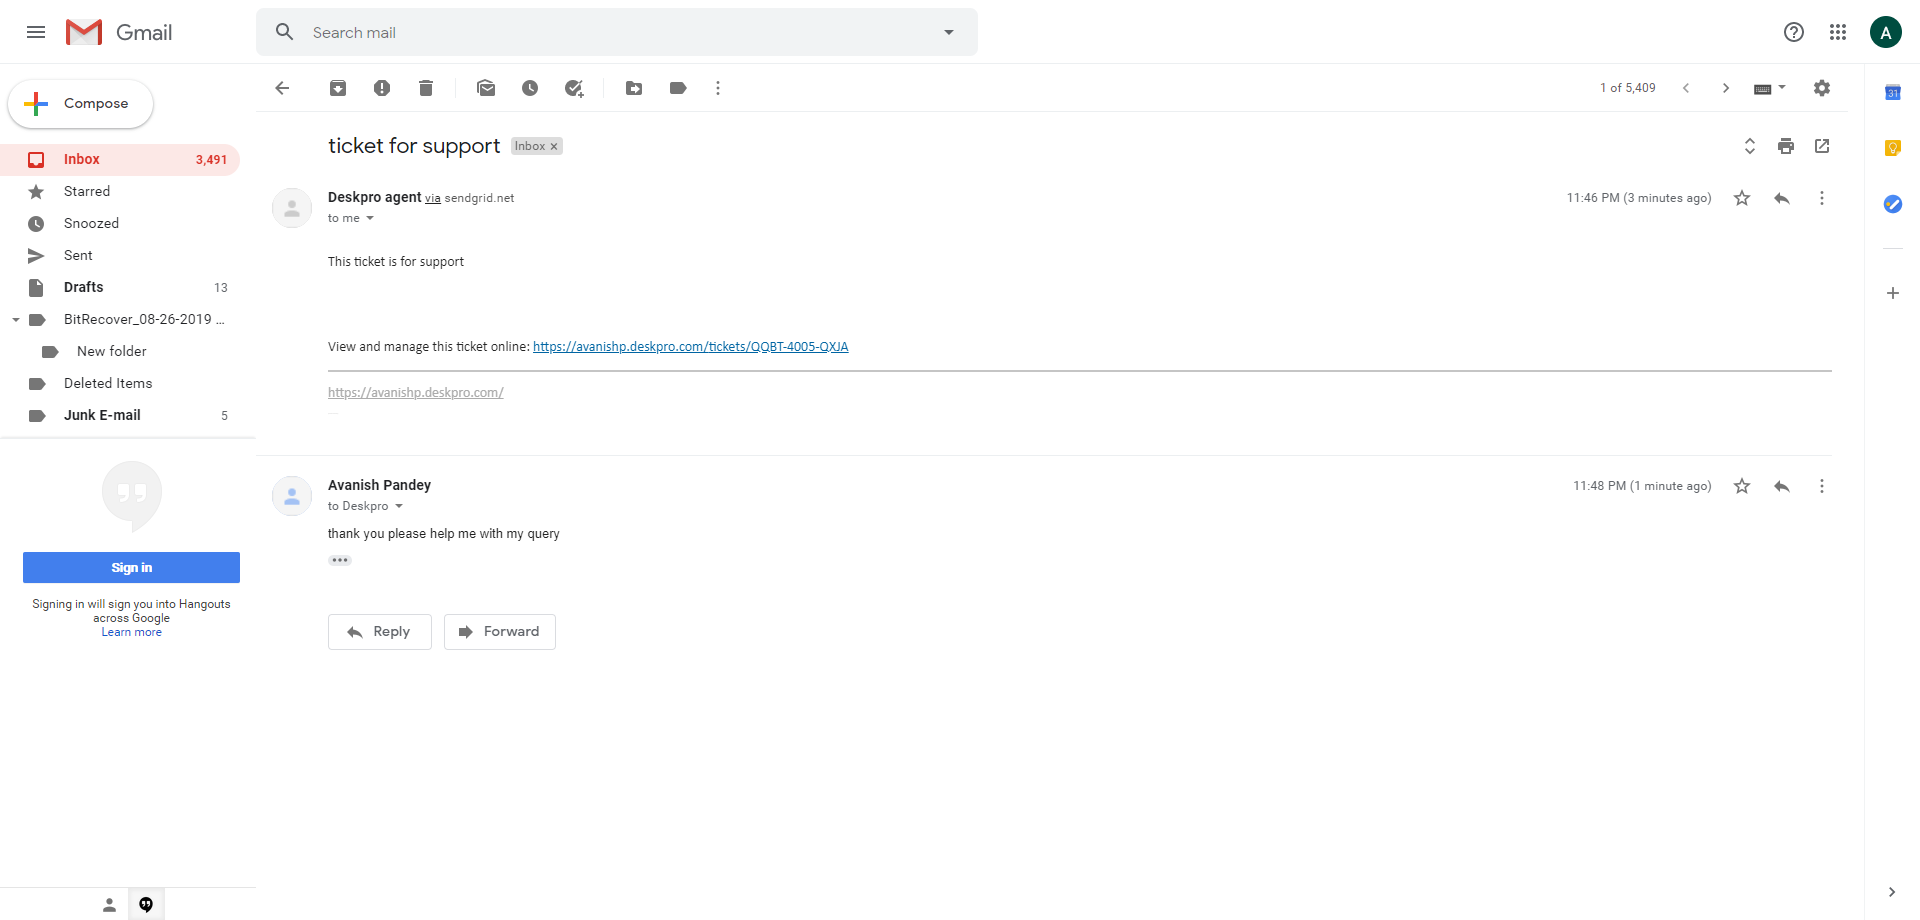 Gmail
Search mail
A
Compose
1 of 5,409
31
Inbox 3,491
Starred
Snoozed
Sent
Drafts 13
BitRecover_08-26-2019 ...
New folder
Deleted Items
Junk E-mail 5
Sign in
Signing in will sign you into Hangouts
across Google
Learn more
ticket for support Inbox x
Deskpro agent via sendgrid.net 11:46 PM (3 minutes ago)
to me
This ticket is for support
View and manage this ticket online: https://avanishp.deskpro.com/tickets/QQBT-4005-QXJA
https://avanishp.deskpro.com/
Avanish Pandey 11:48 PM (1 minute ago)
to Deskpro
thank you please help me with my query
Reply Forward